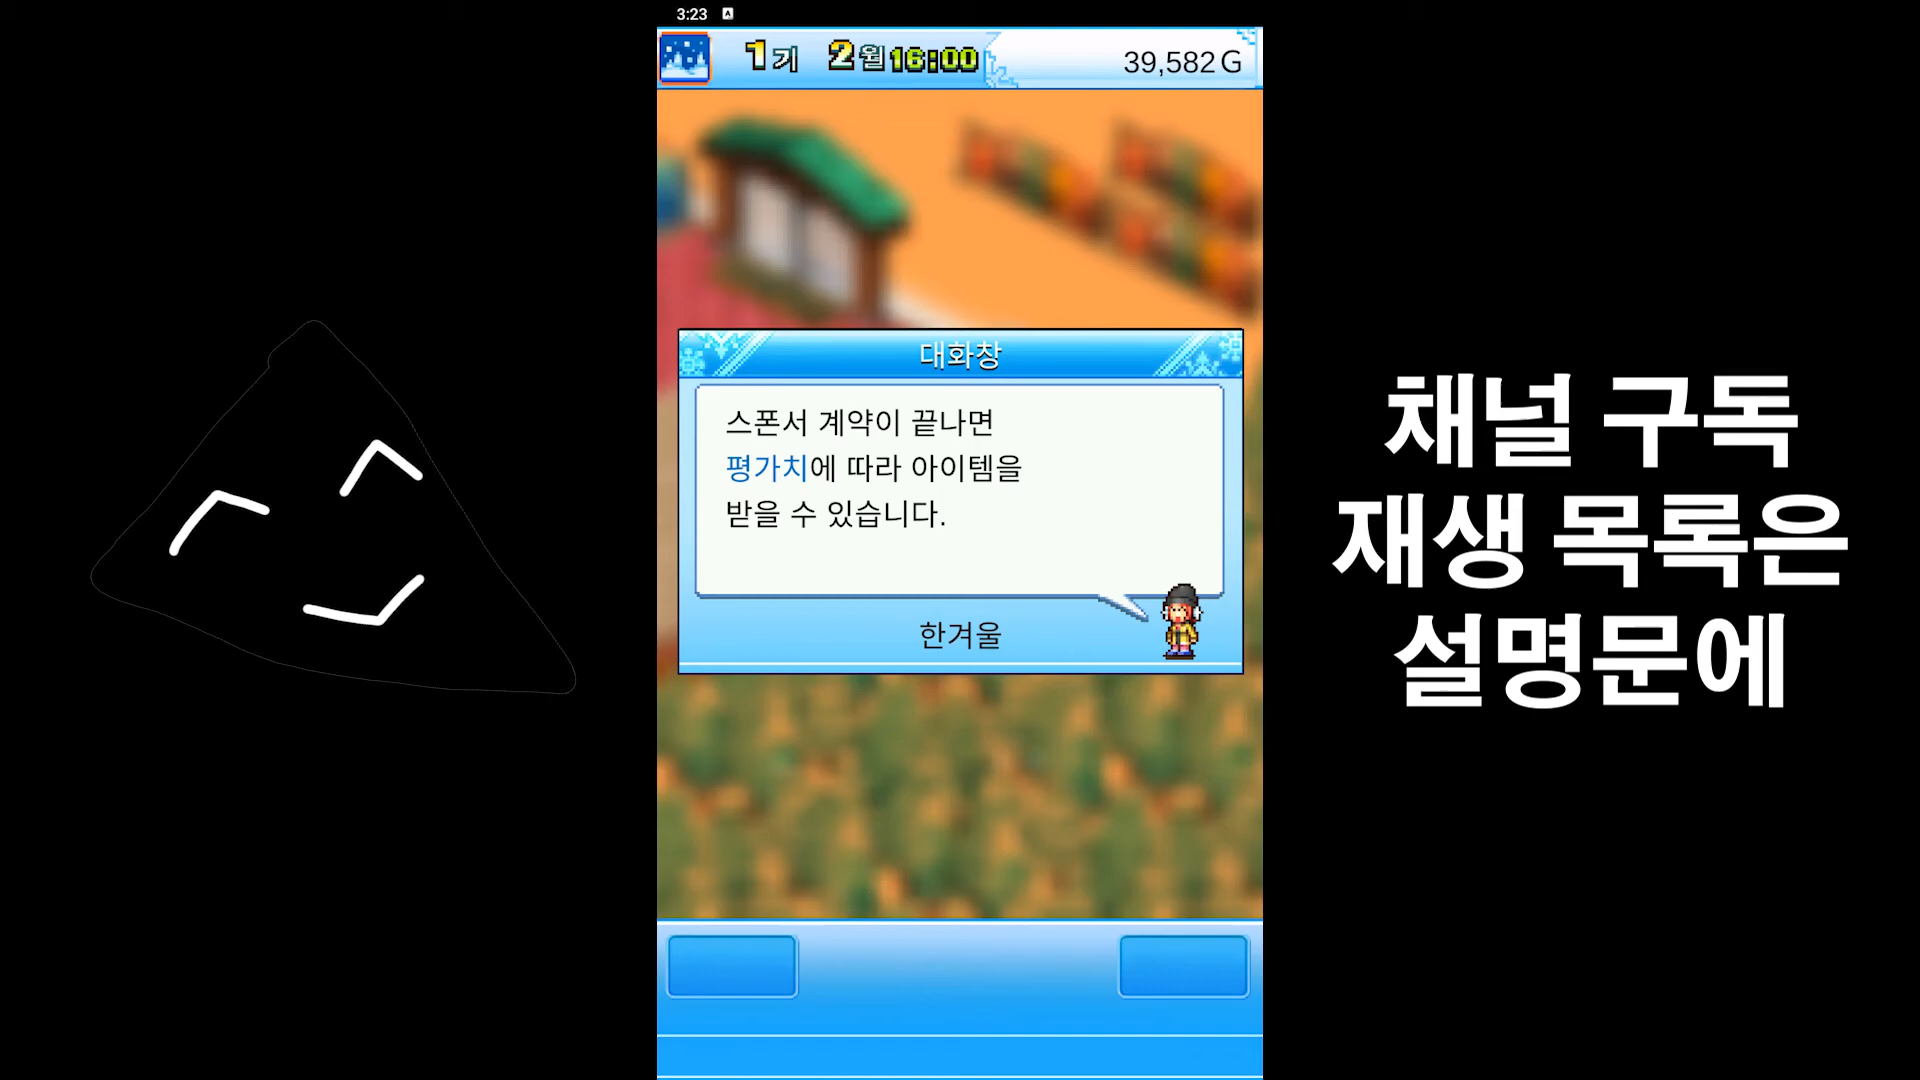 3:23 A
1기 2월 16:00 39,582 G
대화창
스폰서 계약이 끝나면
평가치에 따라 아이템을
받을 수 있습니다.
한겨울
채널 구독
재생 목록은
설명문에